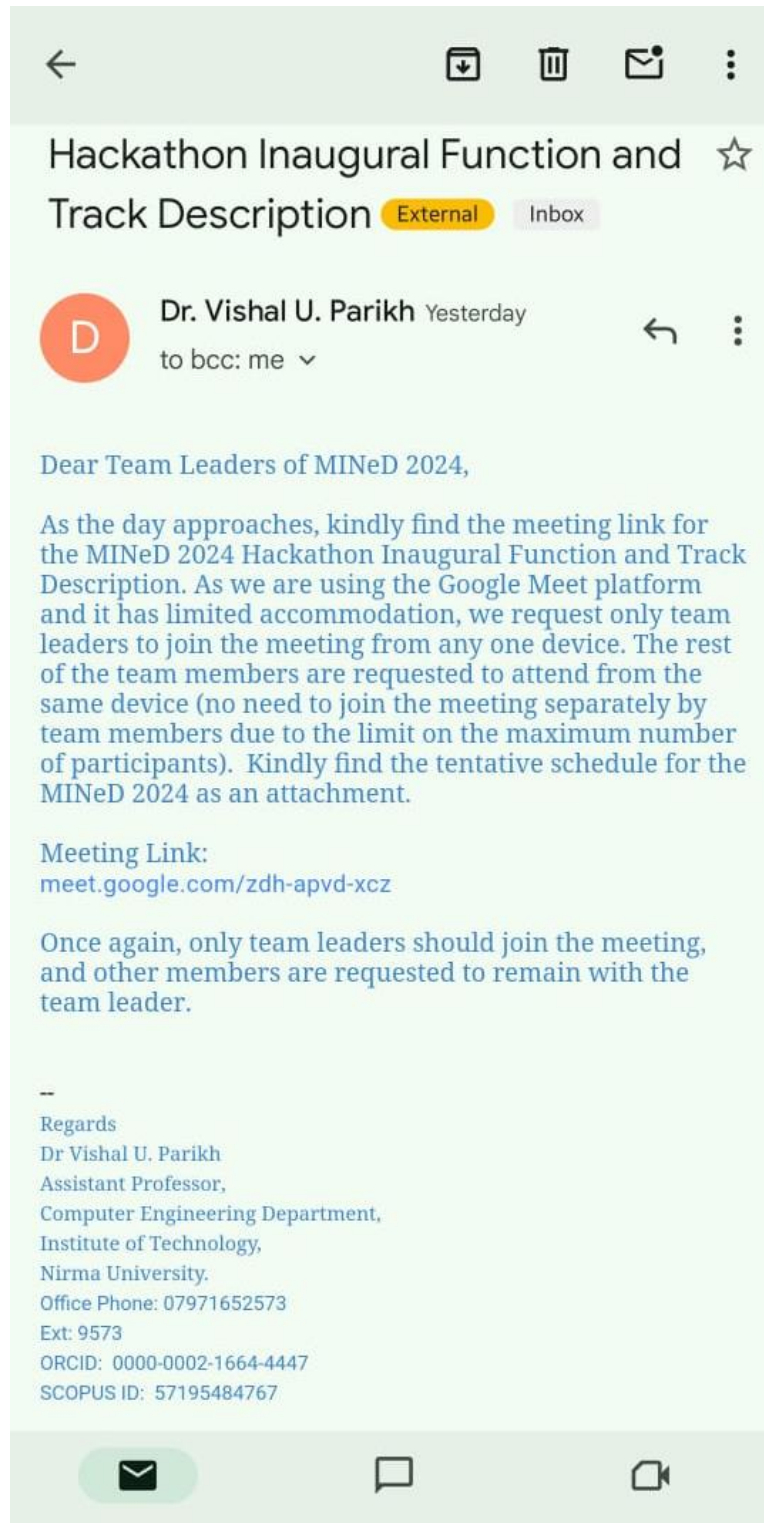 Hackathon Inaugural Function and
Track Description External Inbox
D
Dr. Vishal U. Parikh Yesterday
to bcc: me
Dear Team Leaders of MINeD 2024,
As the day approaches, kindly find the meeting link for
the MINeD 2024 Hackathon Inaugural Function and Track
Description. As we are using the Google Meet platform
and it has limited accommodation, we request only team
leaders to join the meeting from any one device. The rest
of the team members are requested to attend from the
same device (no need to join the meeting separately by
team members due to the limit on the maximum number
of participants).  Kindly find the tentative schedule for the
MINeD 2024 as an attachment.
Meeting Link:
meet.google.com/zdh-apvd-xcz
Once again, only team leaders should join the meeting,
and other members are requested to remain with the
team leader.
--
Regards
Dr Vishal U. Parikh
Assistant Professor,
Computer Engineering Department,
Institute of Technology,
Nirma University.
Office Phone: 07971652573
Ext: 9573
ORCID:  0000-0002-1664-4447
SCOPUS ID:  57195484767